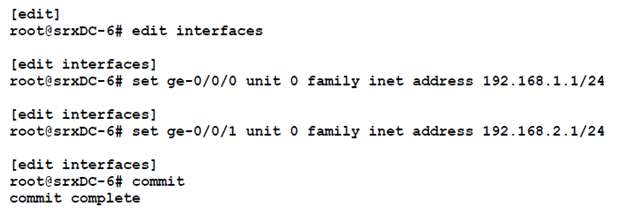 [edit]
root@srxDC-6# edit interfaces
[edit interfaces]
root@srxDC-6# set ge-0/0/0 unit 0 family inet address 192.168.1.1/24
[edit interfaces]
root@srxDC-6# set ge-0/0/1 unit 0 family inet address 192.168.2.1/24
[edit interfaces]
root@srxDC-6# commit
commit complete